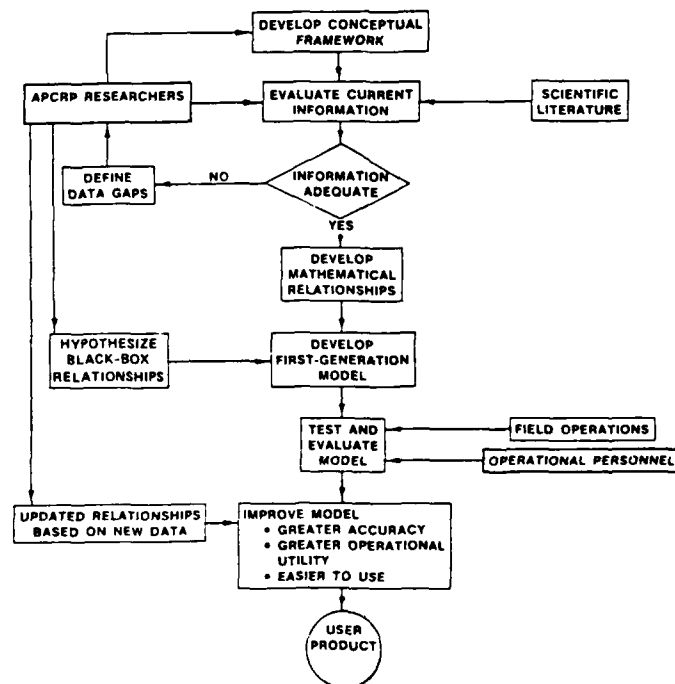 DEVELOP CONCEPTUAL
FRAMEWORK
APCRP RESEARCHERS
EVALUATE CURRENT
INFORMATION
SCIENTIFIC
LITERATURE
DEFINE
DATA GAPS
NO
INFORMATION
ADEQUATE
YES
DEVELOP
MATHEMATICAL
RELATIONSHIPS
HYPOTHESIZE
BLACK-BOX
RELATIONSHIPS
DEVELOP
FIRST-GENERATION
MODEL
TEST AND
EVALUATE
MODEL
FIELD OPERATIONS
OPERATIONAL PERSONNEL
UPDATED RELATIONSHIPS
BASED ON NEW DATA
IMPROVE MODEL
• GREATER ACCURACY
• GREATER OPERATIONAL
UTILITY
• EASIER TO USE
USER
PRODUCT